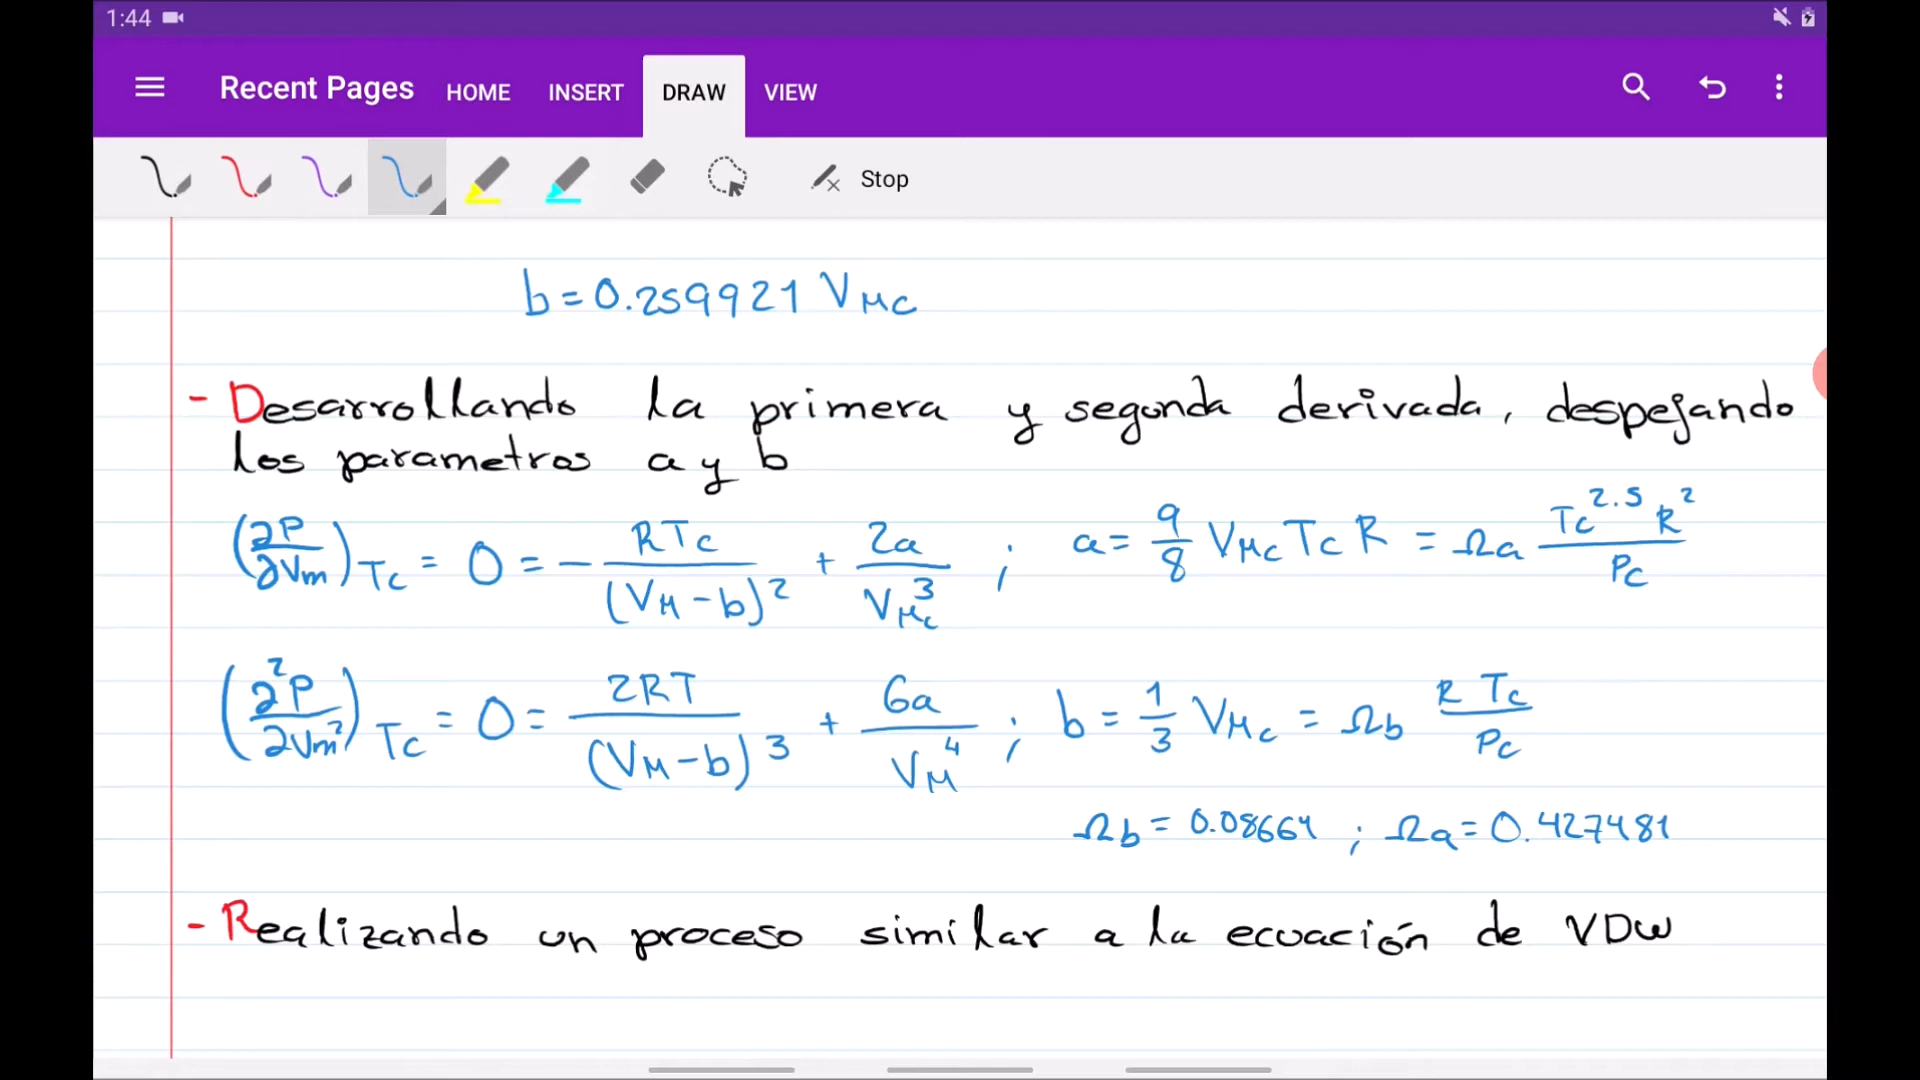 1:44
Recent Pages HOME INSERT DRAW VIEW
Stop
b = 0.259921 V_Mc
- Desarrollando la primera y segunda derivada, despejando
los parametros a y b
(∂P/∂Vm)_Tc = 0 = - RTc/(V_M - b)² + 2a/V_Mc³ ; a = 9/8 V_Mc Tc R = Ωa Tc^2.5 R²/Pc
(∂²P/∂Vm²)_Tc = 0 = 2RT/(V_M - b)³ + 6a/V_M⁴ ; b = 1/3 V_Mc = Ωb R Tc/Pc
Ωb = 0.08664 ; Ωa = 0.427481
- Realizando un proceso similar a la ecuación de VDW